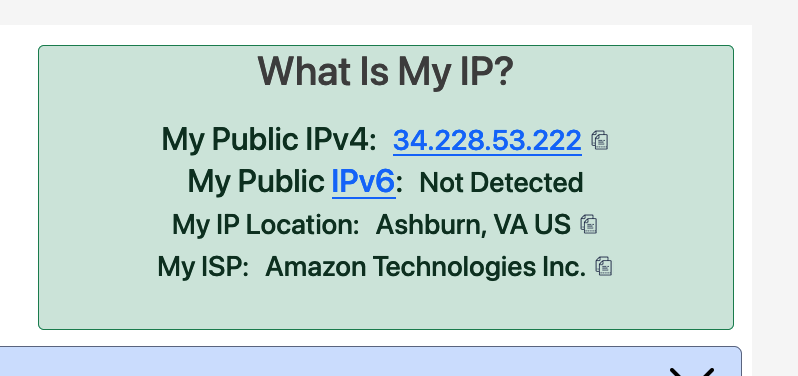 What Is My IP?
My Public IPv4: 34.228.53.222
My Public IPv6: Not Detected
My IP Location: Ashburn, VA US
My ISP: Amazon Technologies Inc.